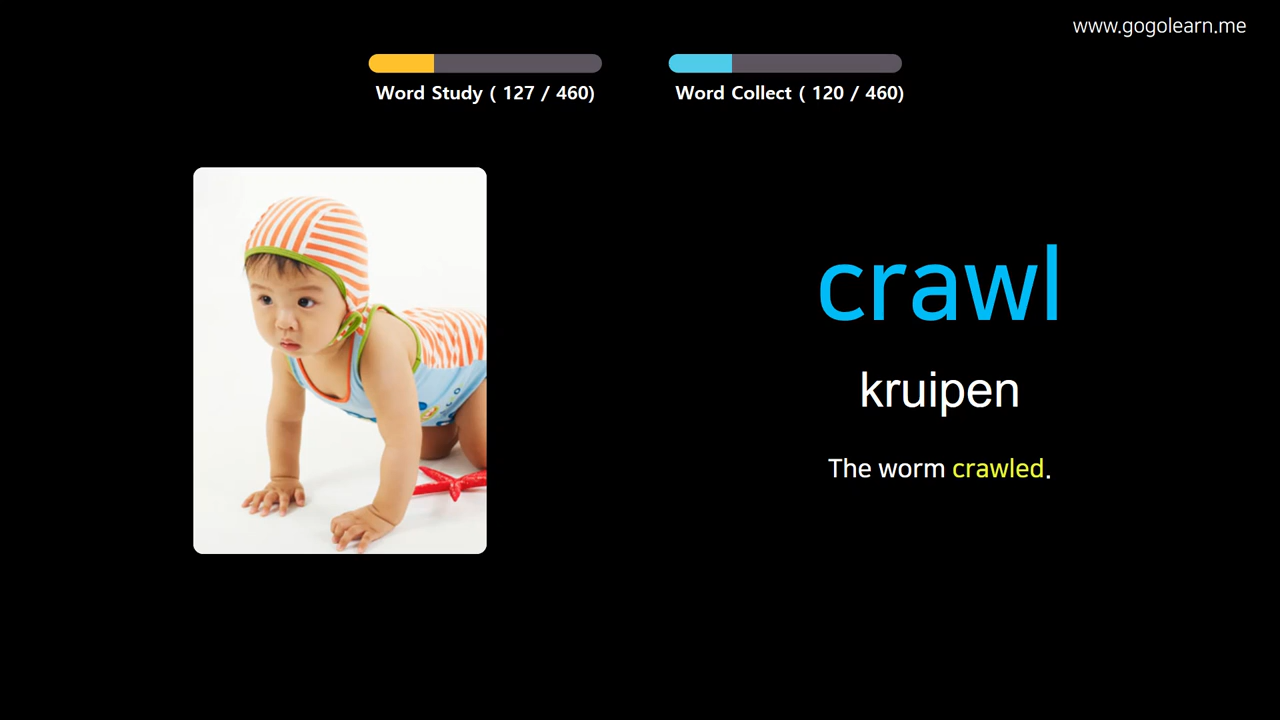 www.gogolearn.me
Word Study ( 127 / 460)
Word Collect ( 120 / 460)
crawl
kruipen
The worm crawled.